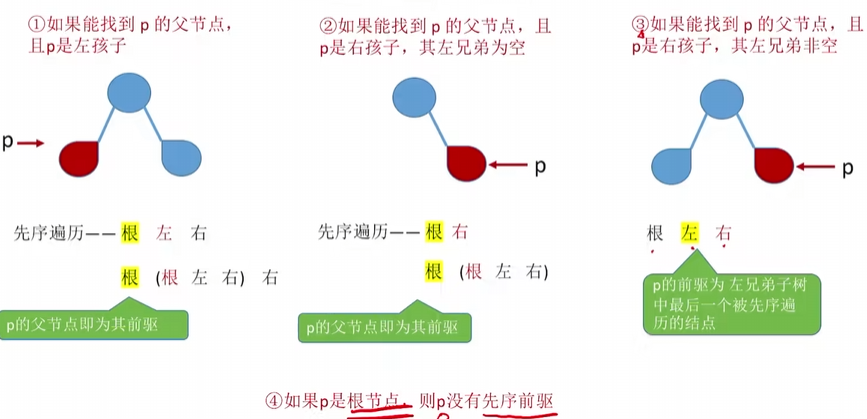 ①如果能找到 p 的父节点，
且p是左孩子
p
先序遍历——根 左 右
根 (根 左 右) 右
p的父节点即为其前驱
②如果能找到 p 的父节点，且
p是右孩子，其左兄弟为空
p
先序遍历——根 右
根 (根 左 右)
p的父节点即为其前驱
③如果能找到 p 的父节点，且
p是右孩子，其左兄弟非空
p
根 左 右
p的前驱为 左兄弟子树
中最后一个被先序遍
历的结点
④如果p是根节点，则p没有先序前驱